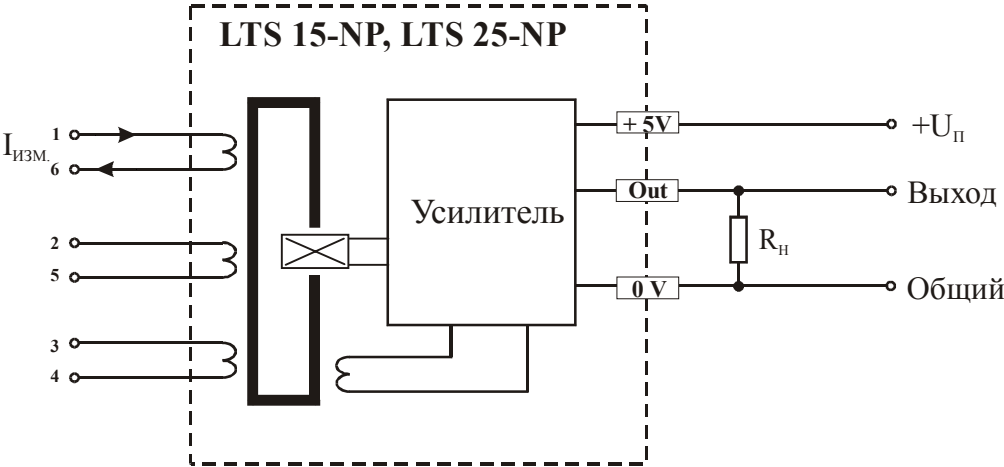 LTS 15-NP, LTS 25-NP
1
Iизм.
6
2
5
3
4
Усилитель
+ 5V
+Uп
Out
Выход
Rн
0 V
Общий